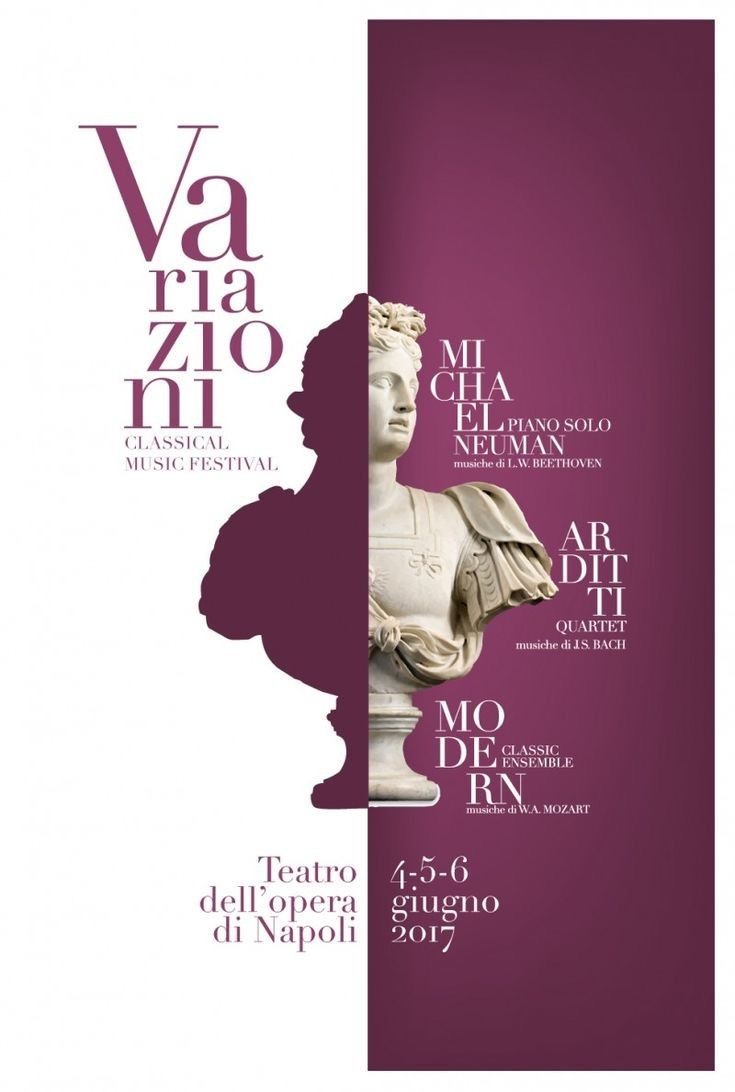 Va
ria
zio
ni
CLASSICAL
MUSIC FESTIVAL
MI
CHA
EL PIANO SOLO
NEUMAN
musiche di L.W. BEETHOVEN
AR
DIT
TI
QUARTET
musiche di J.S. BACH
MO
DE CLASSIC
ENSEMBLE
RN
musiche di W.A. MOZART
Teatro
dell'opera
di Napoli
4-5-6
giugno
2017